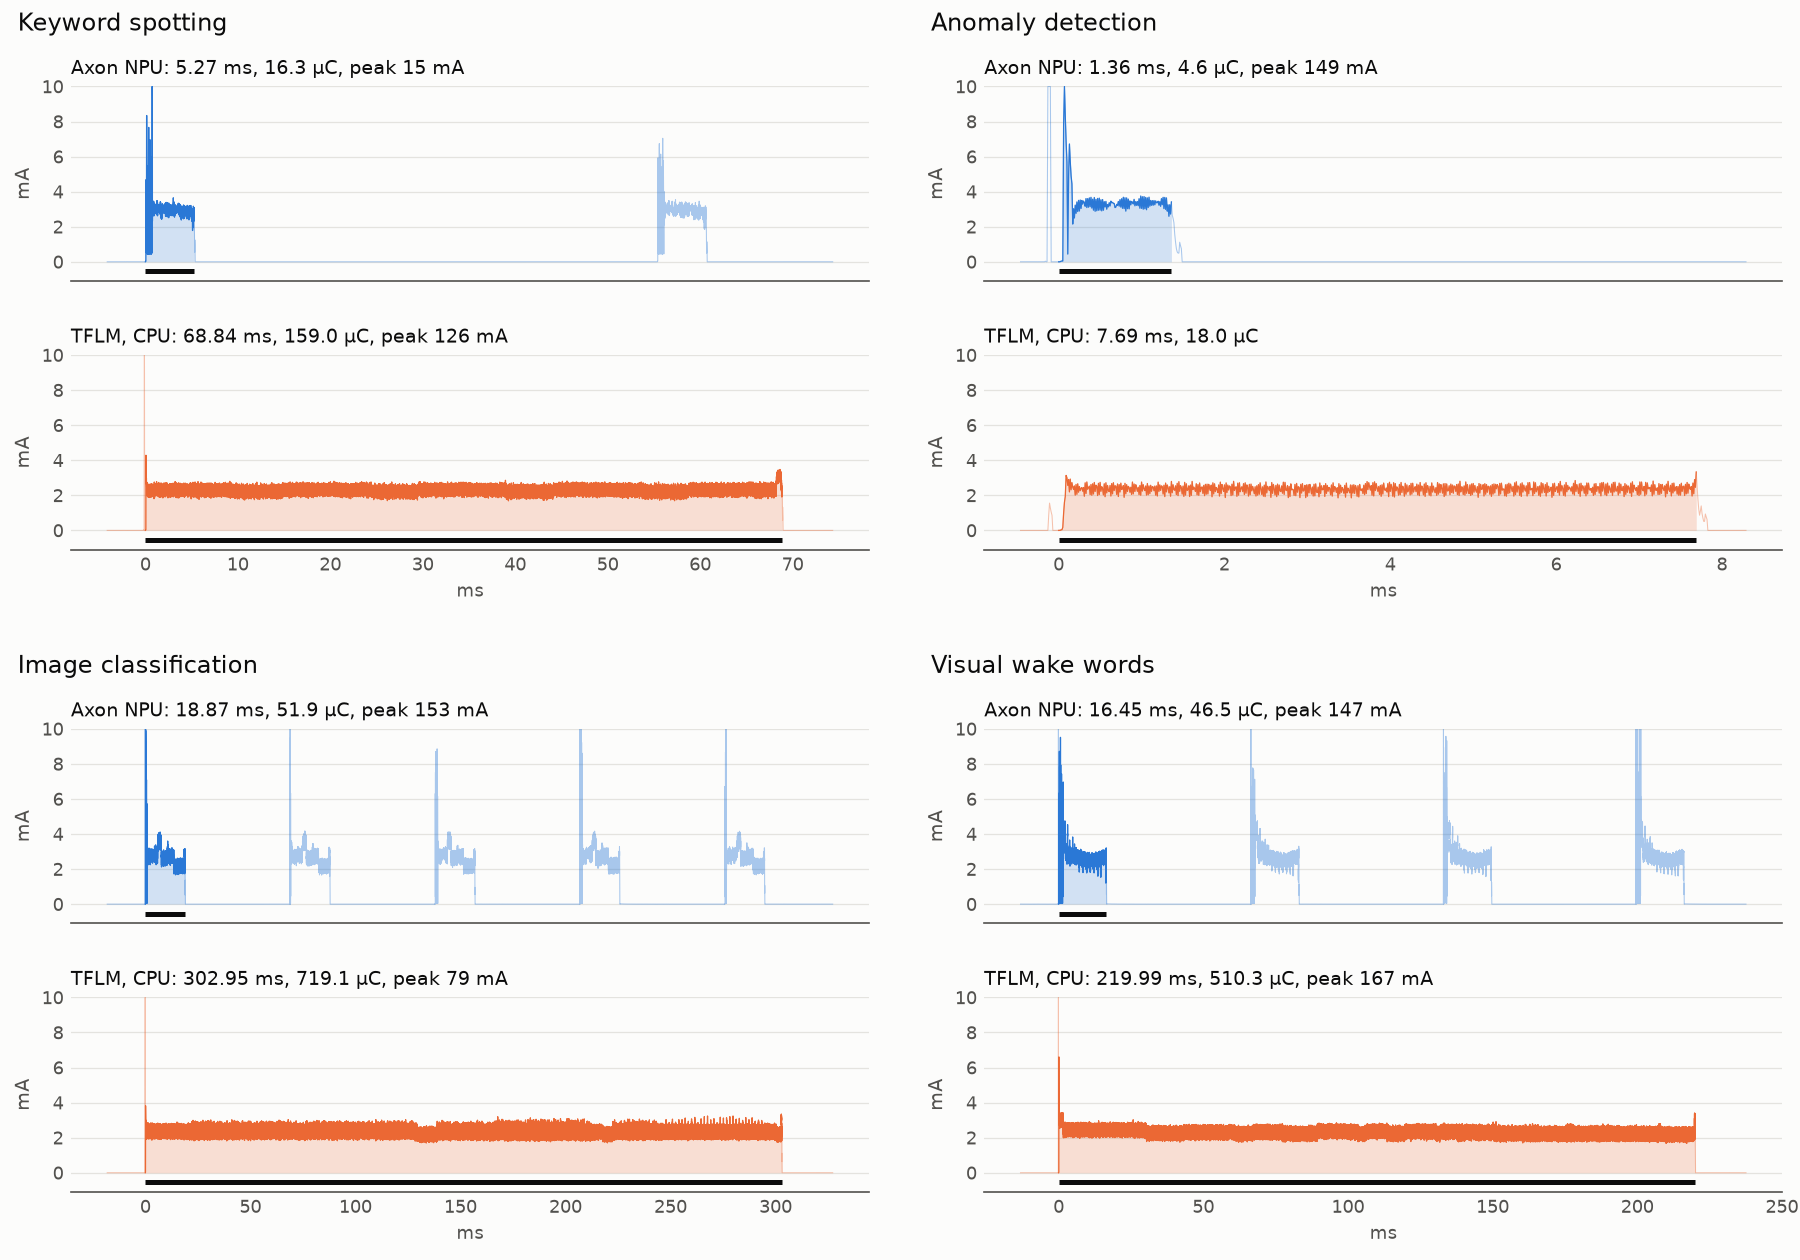 Keyword spotting
Axon NPU: 5.27 ms, 16.3 µC, peak 15 mA
10
8
6
4
2
0
mA
TFLM, CPU: 68.84 ms, 159.0 µC, peak 126 mA
10
8
6
4
2
0
mA
0 10 20 30 40 50 60 70
ms
Anomaly detection
Axon NPU: 1.36 ms, 4.6 µC, peak 149 mA
10
8
6
4
2
0
mA
TFLM, CPU: 7.69 ms, 18.0 µC
10
8
6
4
2
0
mA
0 2 4 6 8
ms
Image classification
Axon NPU: 18.87 ms, 51.9 µC, peak 153 mA
10
8
6
4
2
0
mA
TFLM, CPU: 302.95 ms, 719.1 µC, peak 79 mA
10
8
6
4
2
0
mA
0 50 100 150 200 250 300
ms
Visual wake words
Axon NPU: 16.45 ms, 46.5 µC, peak 147 mA
10
8
6
4
2
0
mA
TFLM, CPU: 219.99 ms, 510.3 µC, peak 167 mA
10
8
6
4
2
0
mA
0 50 100 150 200 250
ms